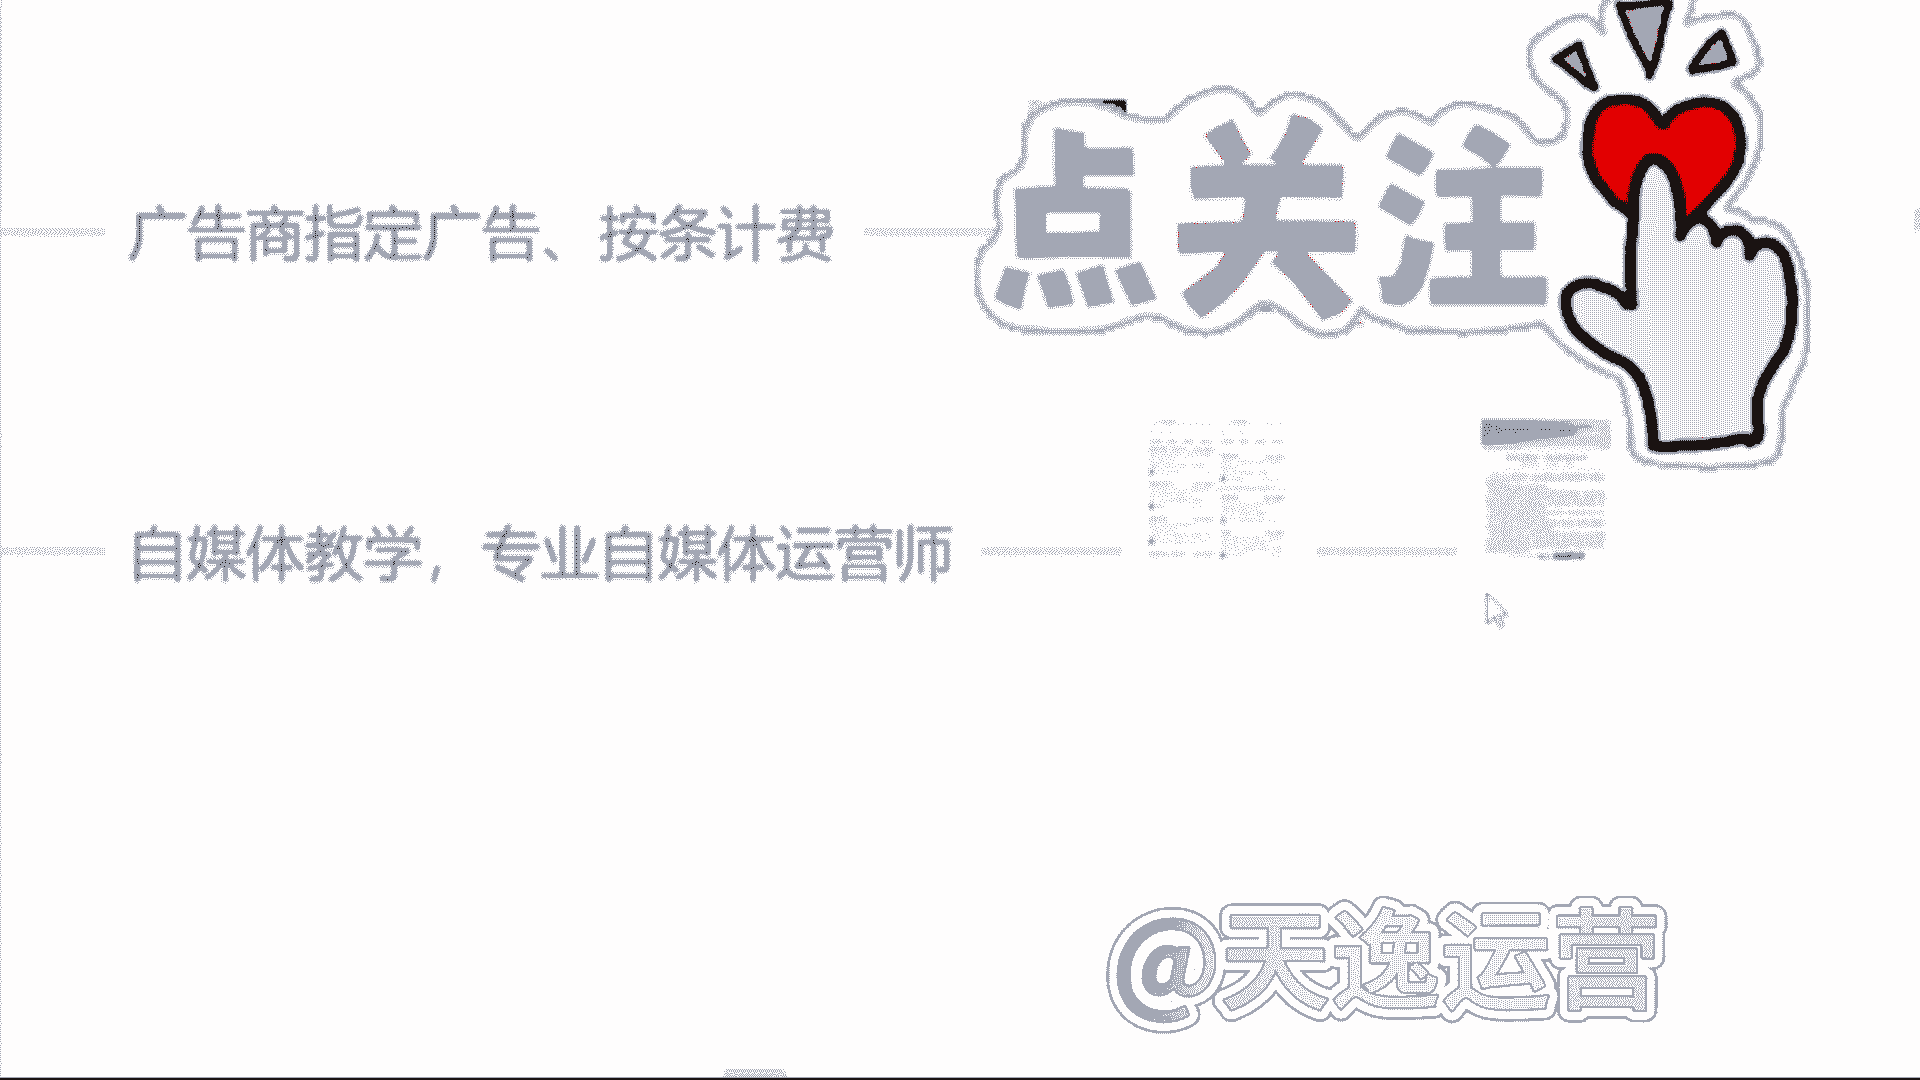 点关注
广告商指定广告、按条计费
自媒体教学，专业自媒体运营师
@天逸运营